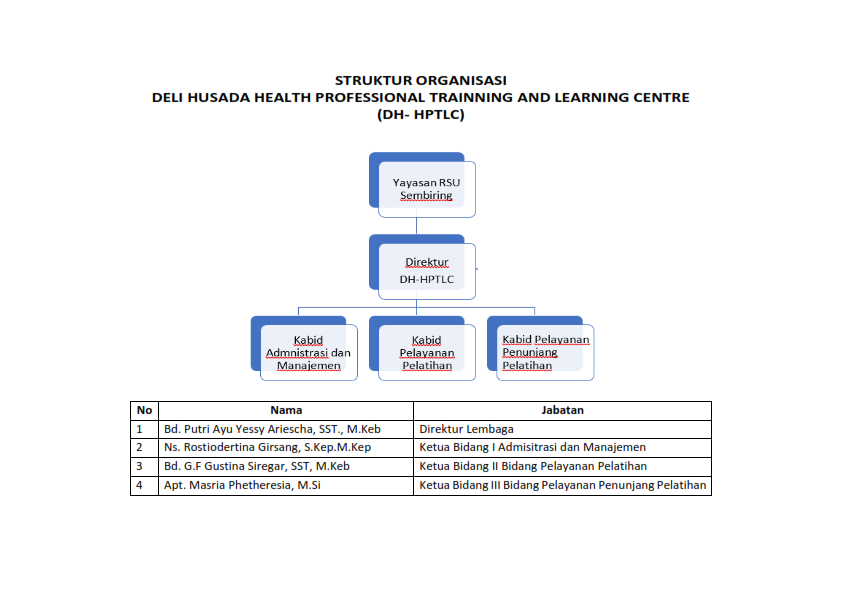 STRUKTUR ORGANISASI
DELI HUSADA HEALTH PROFESSIONAL TRAINNING AND LEARNING CENTRE
(DH- HPTLC)
Yayasan RSU
Sembiring
Direktur
DH-HPTLC
Kabid
Admnistrasi dan
Manajemen
Kabid
Pelayanan
Pelatihan
Kabid Pelayanan
Penunjang
Pelatihan
No Nama Jabatan
1 Bd. Putri Ayu Yessy Ariescha, SST., M.Keb Direktur Lembaga
2 Ns. Rostiodertina Girsang, S.Kep.M.Kep Ketua Bidang I Admisitrasi dan Manajemen
3 Bd. G.F Gustina Siregar, SST, M.Keb Ketua Bidang II Bidang Pelayanan Pelatihan
4 Apt. Masria Phetheresia, M.Si Ketua Bidang III Bidang Pelayanan Penunjang Pelatihan